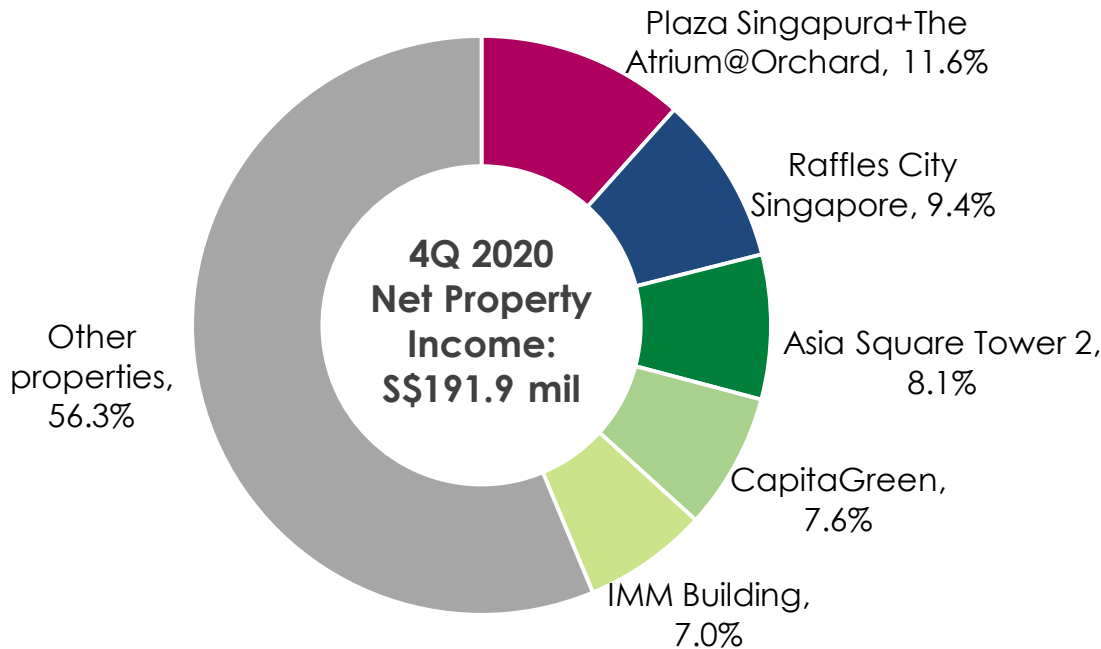 Plaza Singapura+The
Atrium@Orchard, 11.6%
Raffles City
Singapore, 9.4%
4Q 2020
Net Property
Income:
S$191.9 mil
Other
properties,
56.3%
Asia Square Tower 2,
8.1%
CapitaGreen,
7.6%
IMM Building,
7.0%